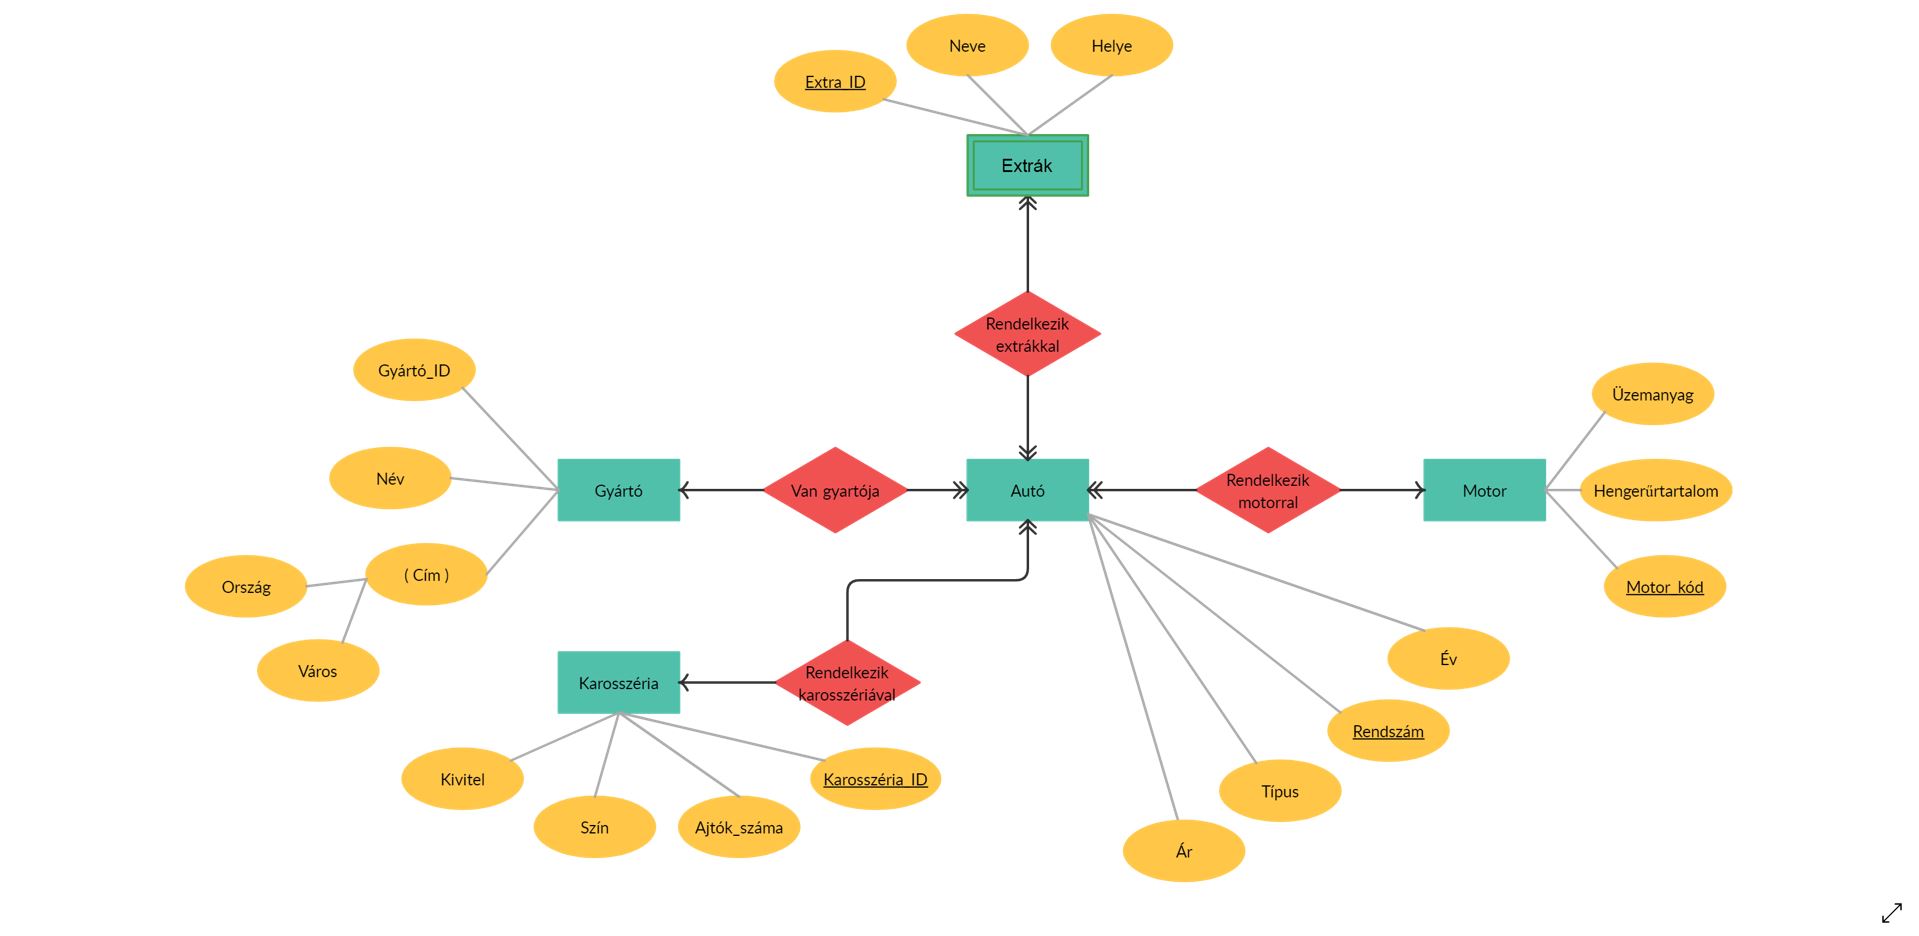 Neve
Helye
Extra_ID
Extrák
Rendelkezik
extrákkal
Gyártó_ID
Üzemanyag
Név
Gyártó
Van gyartója
Autó
Rendelkezik
motorral
Motor
Hengerűrtartalom
( Cím )
Ország
Motor_kód
Város
Karosszéria
Rendelkezik
karosszériával
Év
Rendszám
Kivitel
Karosszéria_ID
Típus
Szín
Ajtók_száma
Ár